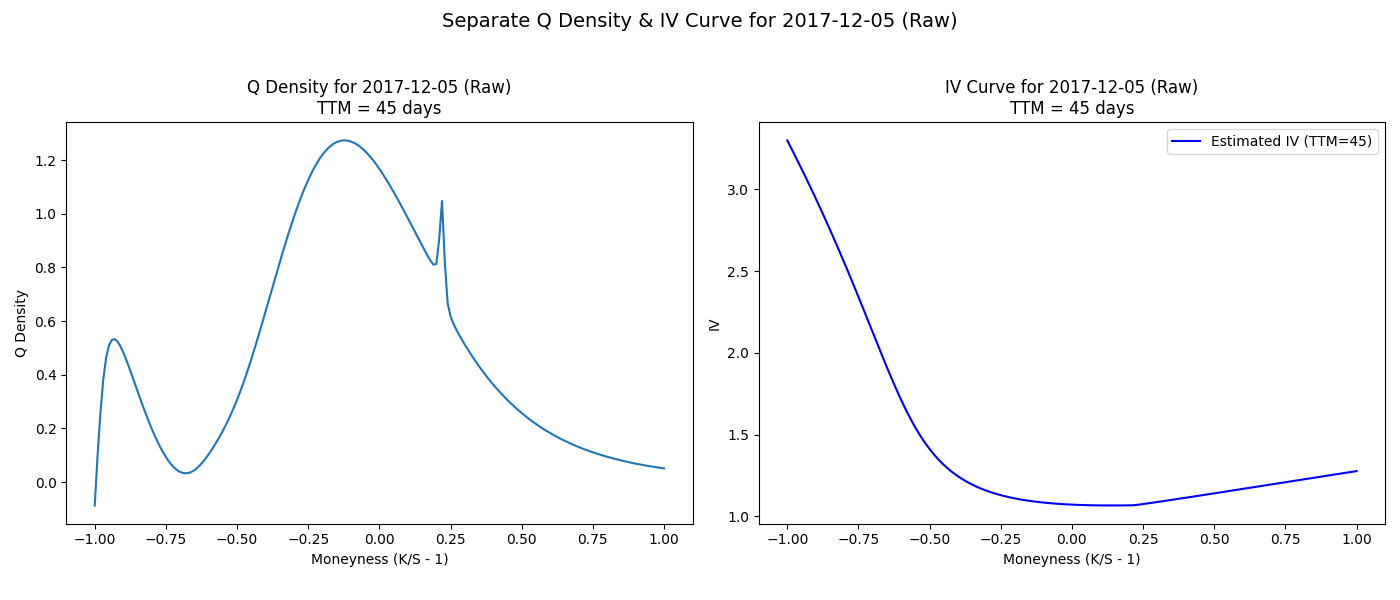 Separate Q Density & IV Curve for 2017-12-05 (Raw)
Q Density for 2017-12-05 (Raw)
TTM = 45 days
Q Density
1.2
1.0
0.8
0.6
0.4
0.2
0.0
−1.00 −0.75 −0.50 −0.25 0.00 0.25 0.50 0.75 1.00
Moneyness (K/S - 1)
IV Curve for 2017-12-05 (Raw)
TTM = 45 days
Estimated IV (TTM=45)
IV
3.0
2.5
2.0
1.5
1.0
−1.00 −0.75 −0.50 −0.25 0.00 0.25 0.50 0.75 1.00
Moneyness (K/S - 1)